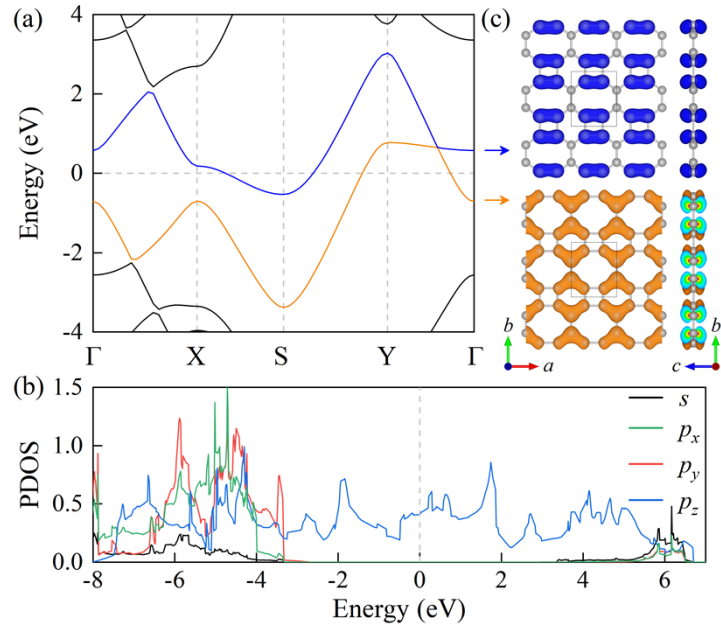 (a)
(c)
Energy (eV)
4
2
0
-2
-4
Γ X S Y Γ
b
a
b
c
(b)
PDOS
1.5
1.0
0.5
0.0
s
px
py
pz
-8 -6 -4 -2 0 2 4 6
Energy (eV)